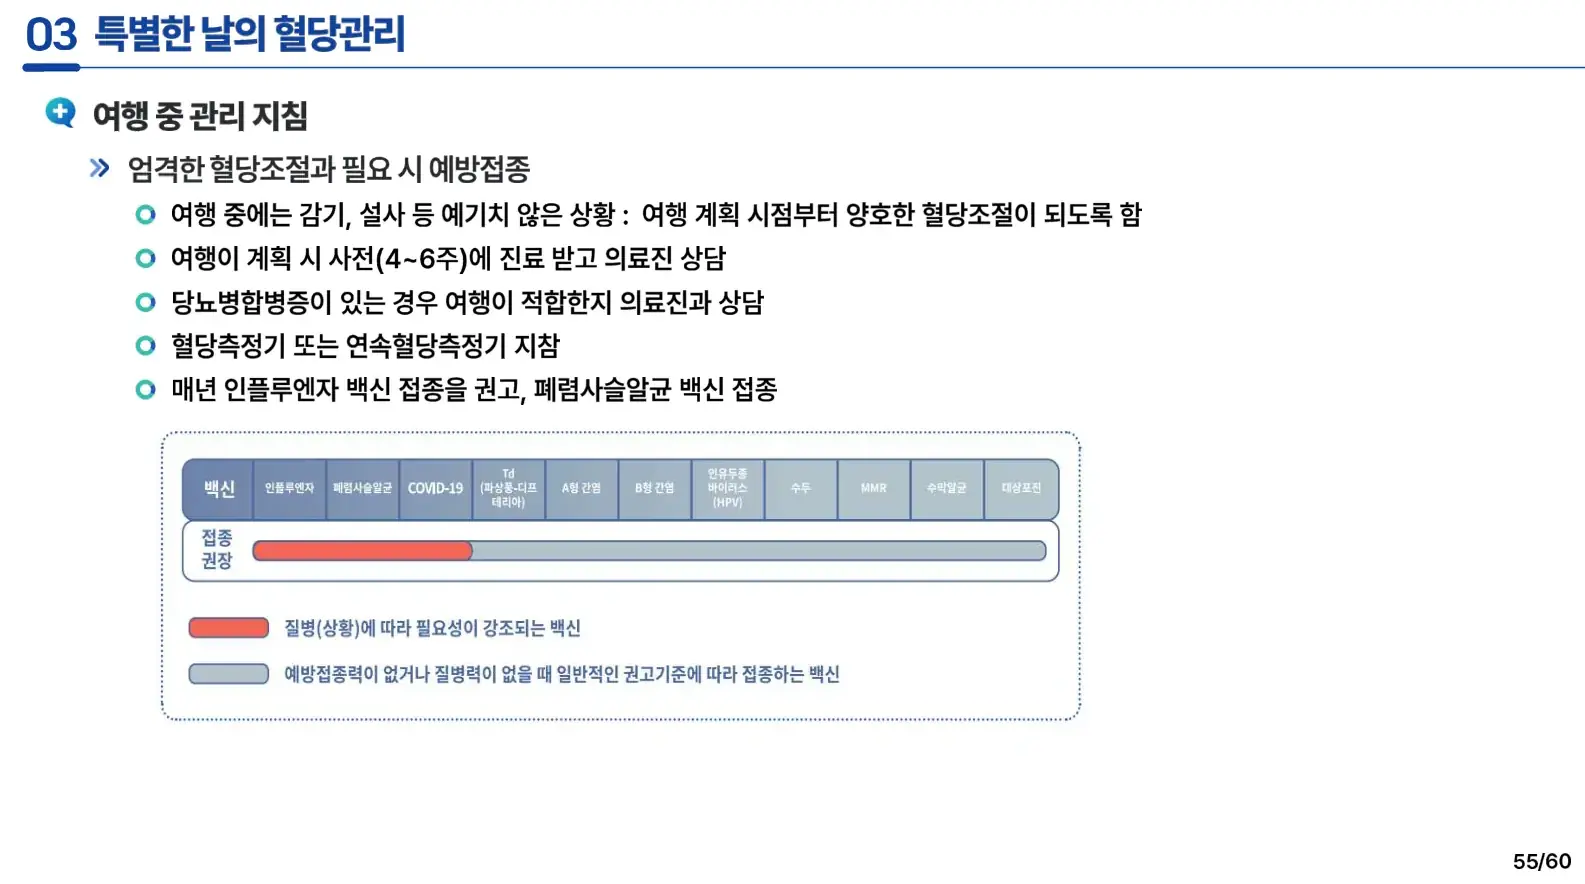 03 특별한 날의 혈당관리
여행 중 관리 지침
엄격한 혈당조절과 필요 시 예방접종
여행 중에는 감기, 설사 등 예기치 않은 상황 : 여행 계획 시점부터 양호한 혈당조절이 되도록 함
여행이 계획 시 사전(4~6주)에 진료 받고 의료진 상담
당뇨병합병증이 있는 경우 여행이 적합한지 의료진과 상담
혈당측정기 또는 연속혈당측정기 지참
매년 인플루엔자 백신 접종을 권고, 폐렴사슬알균 백신 접종
백신
인플루엔자
폐렴사슬알균
COVID-19
Td
(파상풍-디프
테리아)
A형 간염
B형 간염
인유두종
바이러스
(HPV)
수두
MMR
수막알균
대상포진
접종
권장
질병(상황)에 따라 필요성이 강조되는 백신
예방접종력이 없거나 질병력이 없을 때 일반적인 권고기준에 따라 접종하는 백신
55/60